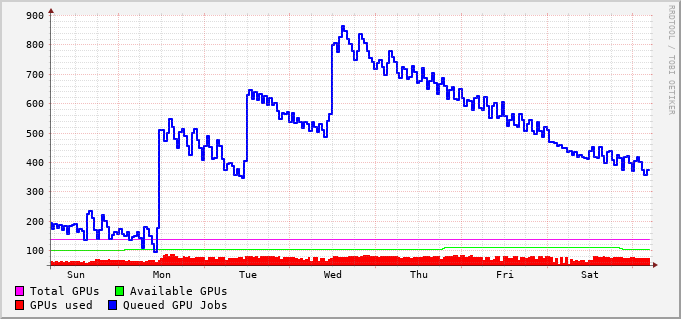 900
800
700
600
500
400
300
200
100
Sun Mon Tue Wed Thu Fri Sat
RRDTOOL / TOBI OETIKER
Total GPUs Available GPUs
GPUs used Queued GPU Jobs